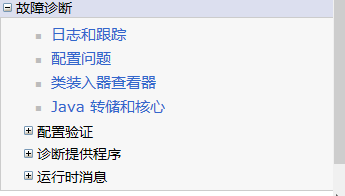 故障诊断
日志和跟踪
配置问题
类装入器查看器
Java 转储和核心
配置验证
诊断提供程序
运行时消息